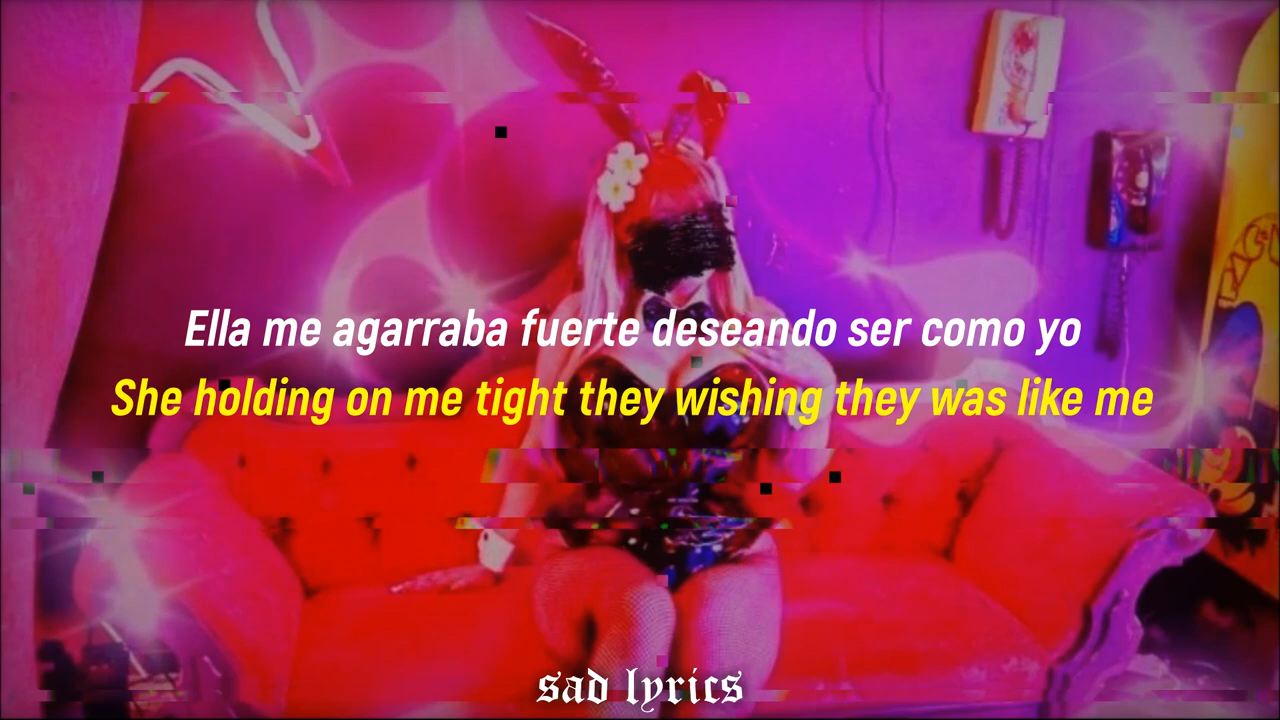 Ella me agarraba fuerte deseando ser como yo
She holding on me tight they wishing they was like me
sad lyrics